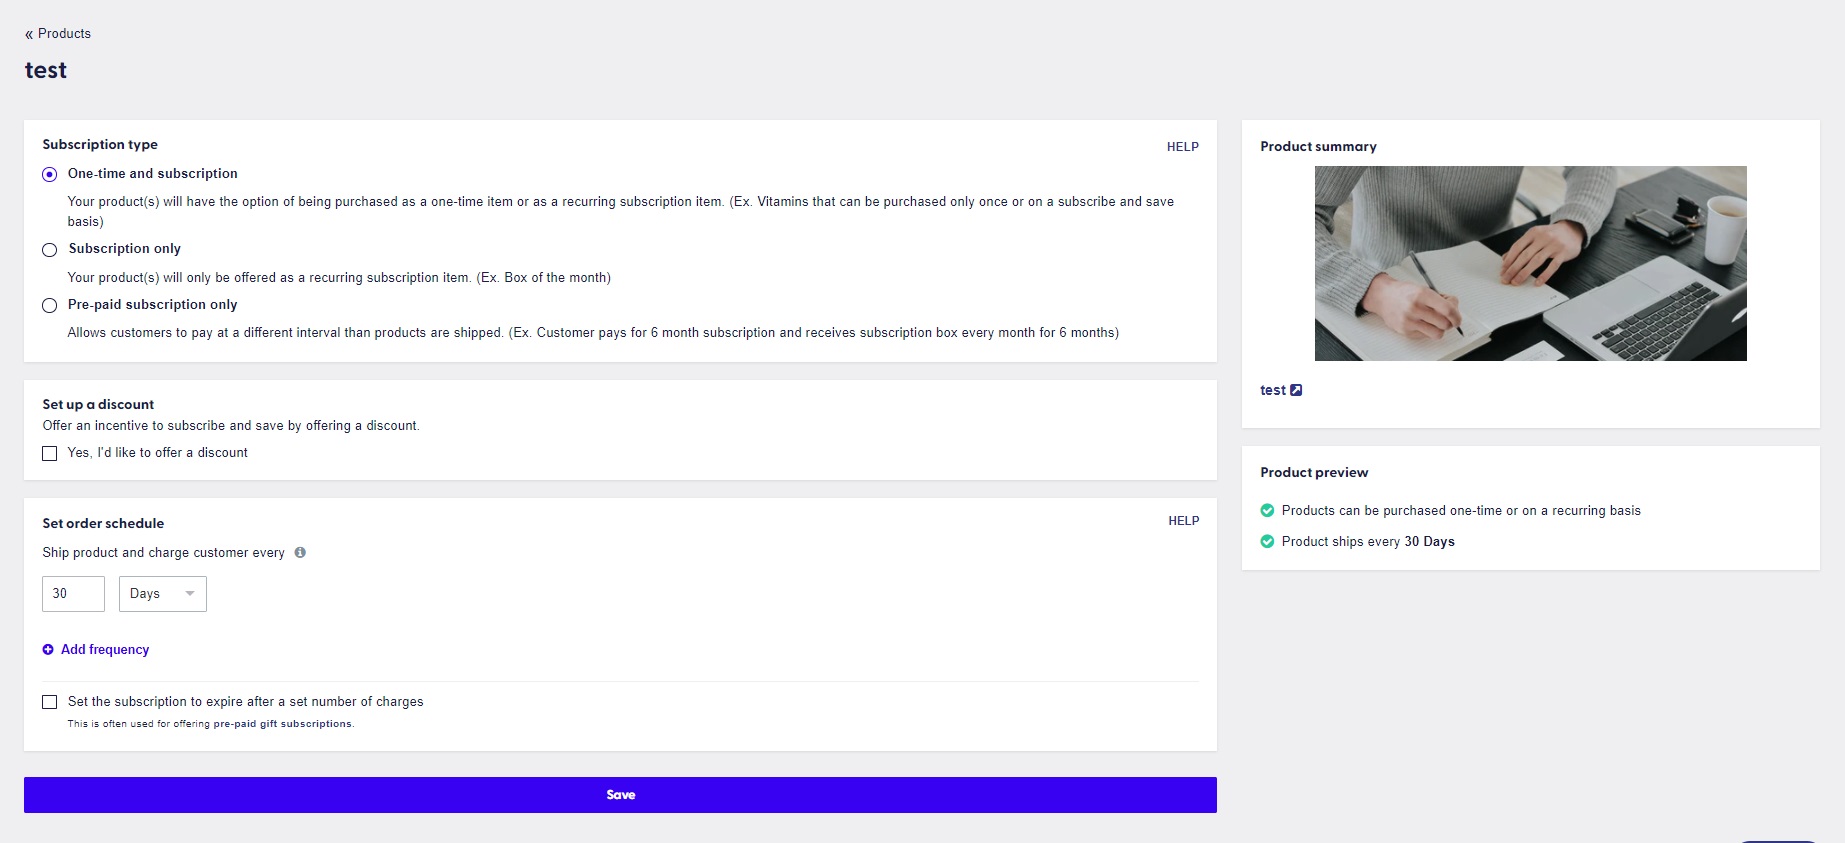 « Products
test
Subscription type
HELP
One-time and subscription
Your product(s) will have the option of being purchased as a one-time item or as a recurring subscription item. (Ex. Vitamins that can be purchased only once or on a subscribe and save
basis)
Subscription only
Your product(s) will only be offered as a recurring subscription item. (Ex. Box of the month)
Pre-paid subscription only
Allows customers to pay at a different interval than products are shipped. (Ex. Customer pays for 6 month subscription and receives subscription box every month for 6 months)
Set up a discount
Offer an incentive to subscribe and save by offering a discount.
Yes, I'd like to offer a discount
Set order schedule
HELP
Ship product and charge customer every
30 Days
Add frequency
Set the subscription to expire after a set number of charges
This is often used for offering pre-paid gift subscriptions.
Save
Product summary
test
Product preview
Products can be purchased one-time or on a recurring basis
Product ships every 30 Days